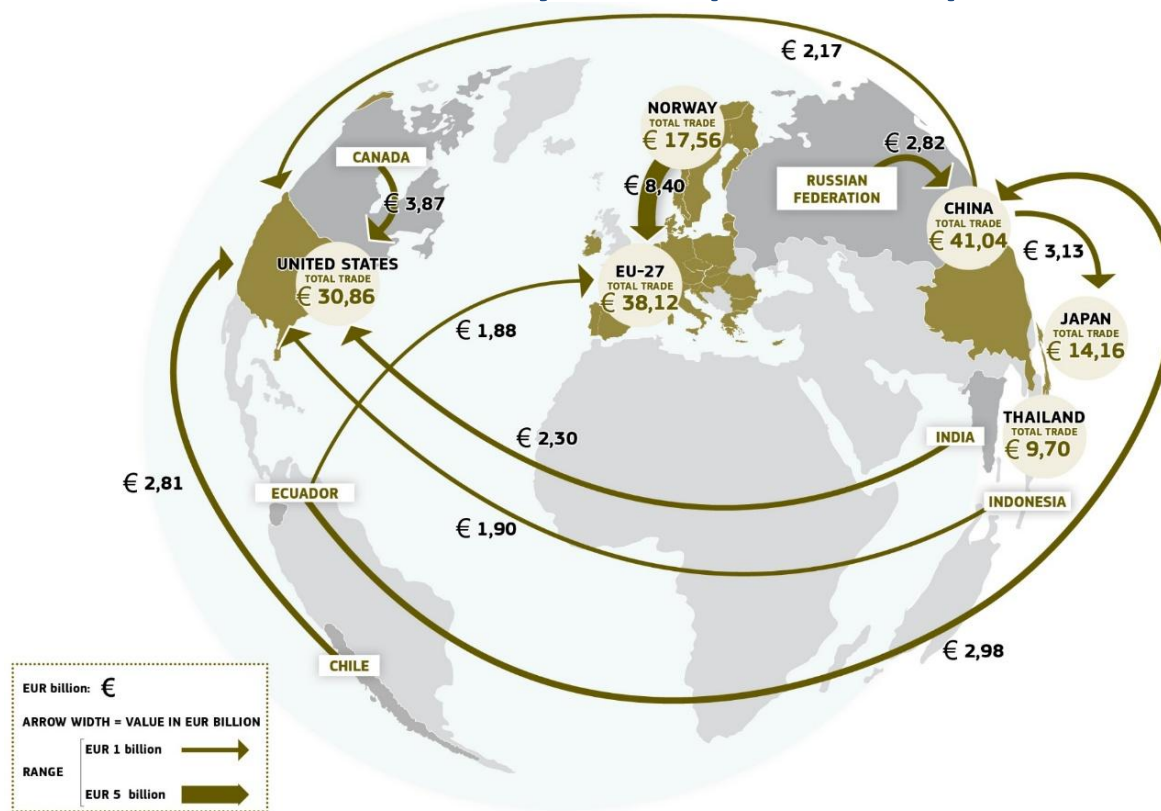 € 2,17
NORWAY
TOTAL TRADE
€ 17,56
€ 2,82
CANADA
RUSSIAN
FEDERATION
€ 8,40
€ 3,87
CHINA
TOTAL TRADE
€ 41,04
€ 3,13
UNITED STATES
TOTAL TRADE
€ 30,86
EU-27
TOTAL TRADE
€ 38,12
JAPAN
TOTAL TRADE
€ 14,16
€ 1,88
THAILAND
TOTAL TRADE
€ 9,70
€ 2,30
INDIA
€ 2,81
ECUADOR
INDONESIA
€ 1,90
€ 2,98
CHILE
EUR billion: €
ARROW WIDTH = VALUE IN EUR BILLION
RANGE
EUR 1 billion
EUR 5 billion